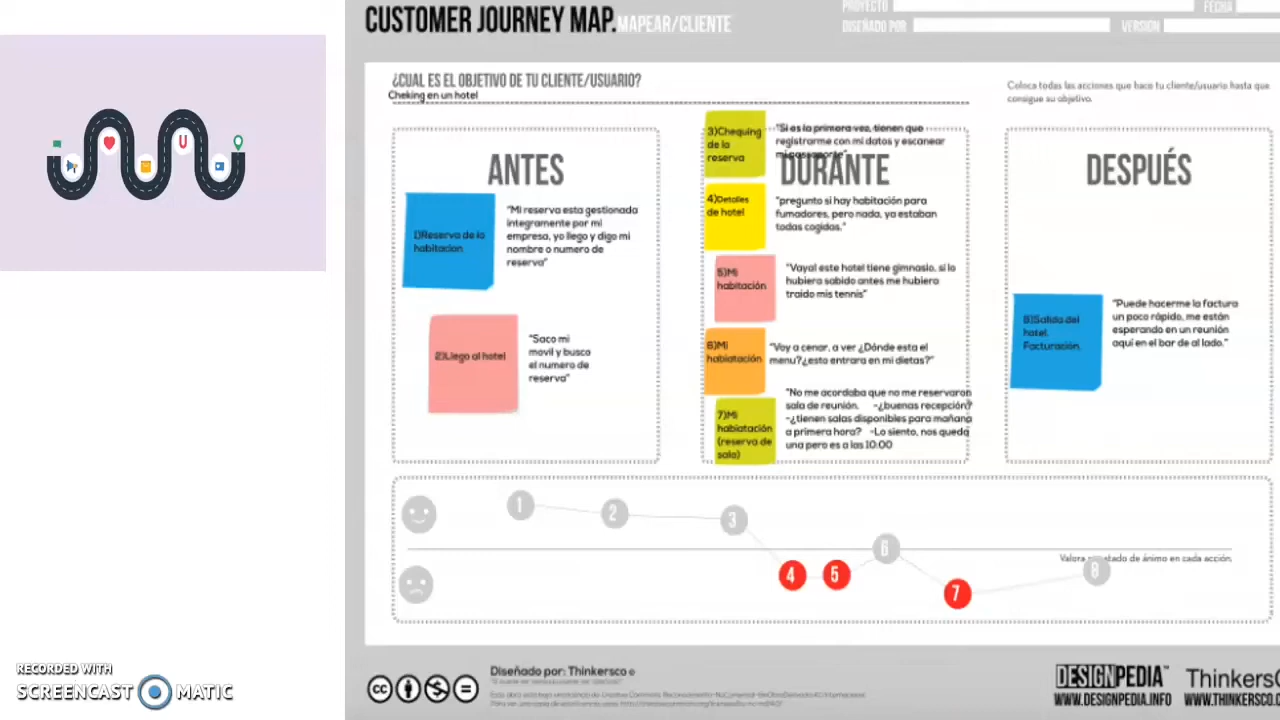 CUSTOMER JOURNEY MAP.MAPEAR/CLIENTE
PROYECTO
FECHA
DISEÑADO POR
VERSION
¿CUAL ES EL OBJETIVO DE TU CLIENTE/USUARIO?
Cheking en un hotel
Coloca todas las acciones que hace tu cliente/usuario hasta que
consigue su objetivo.
ANTES
1)Reserva de la
habitacion
"Mi reserva esta gestionada
integramente por mi
empresa, yo llego y digo mi
nombre o numero de
reserva"
2)Llego al hotel
"Saco mi
movil y busco
el numero de
reserva"
DURANTE
3)Chequing
de la
reserva
"Si es la primera vez, tienen que
registrarme con mi datos y escanear
mi pasaporte"
4)Detalles
de hotel
"pregunto si hay habitación para
fumadores, pero nada, ya estaban
todas cogidas."
5)Mi
habitación
"Vaya! este hotel tiene gimnasio, si lo
hubiera sabido antes me hubiera
traido mis tennis"
6)Mi
habiatación
"Voy a cenar, a ver ¿Dónde esta el
menu?¿esto entrara en mi dietas?"
7)Mi
habiatación
(reserva de
sala)
"No me acordaba que no me reservaron
sala de reunión. -¿buenas recepción?
-¿tienen salas disponibles para mañana
a primera hora? -Lo siento, nos queda
una pero es a las 10:00
DESPUÉS
8)Salida del
hotel.
Facturación.
"Puede hacerme la factura
un poco rápido, me están
esperando en un reunión
aquí en el bar de al lado."
1
2
3
4
5
6
7
Valora estado de ánimo en cada acción.
RECORDED WITH
SCREENCAST MATIC
Diseñado por: Thinkersco
DESIGNPEDIA™
WWW.DESIGNPEDIA.INFO
Thinkersc
WWW.THINKERSCO.